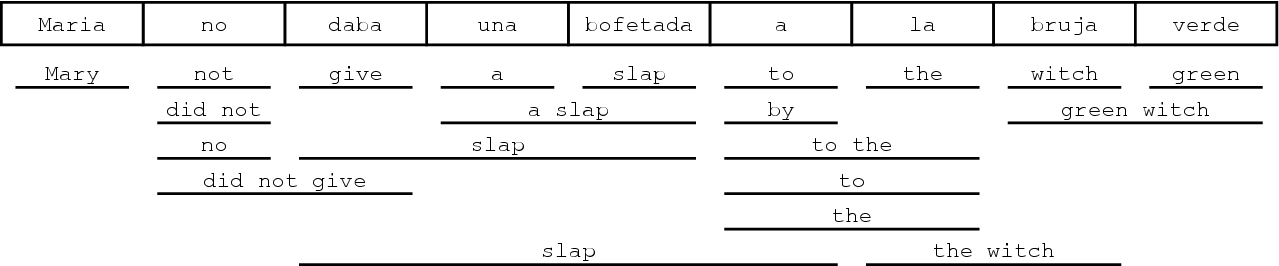 Maria no daba una bofetada a la bruja verde
Mary not give a slap to the witch green
did not a slap by green witch
no slap to the
did not give to
the
slap the witch